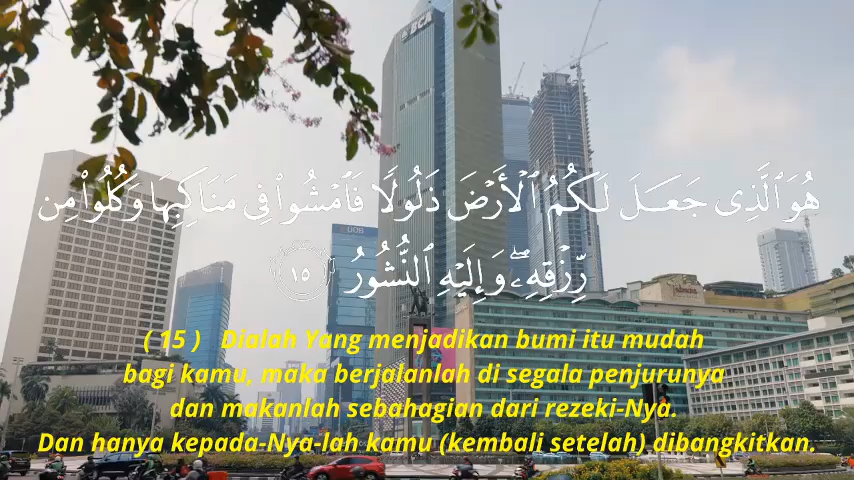 BCA
هُوَ ٱلَّذِى جَعَلَ لَكُمُ ٱلْأَرْضَ ذَلُولًا فَٱمْشُوا۟ فِى مَنَاكِبِهَا وَكُلُوا۟ مِن
رِّزْقِهِۦ ۖ وَإِلَيْهِ ٱلنُّشُورُ ١٥
UOB
( 15 ) Dialah Yang menjadikan bumi itu mudah
bagi kamu, maka berjalanlah di segala penjurunya
dan makanlah sebahagian dari rezeki-Nya.
Dan hanya kepada-Nya-lah kamu (kembali setelah) dibangkitkan.